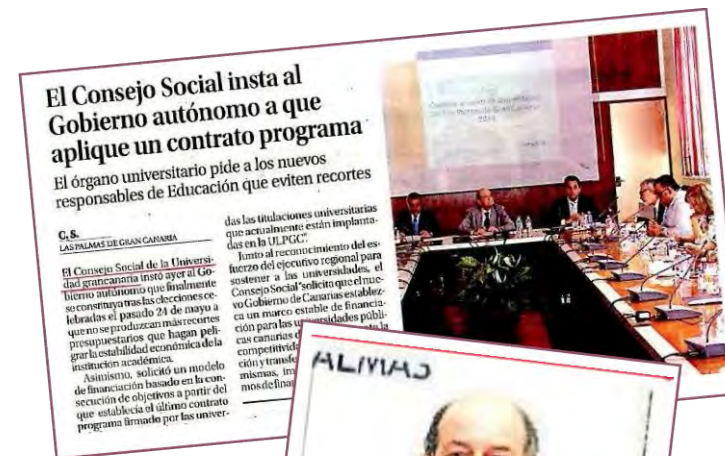 El Consejo Social insta al
Gobierno autónomo a que
aplique un contrato programa
El órgano universitario pide a los nuevos
responsables de Educación que eviten recortes
C. S.
LAS PALMAS DE GRAN CANARIA
El Consejo Social de la Universi-
dad grancanaria instó ayer al Go-
bierno autónomo que finalmente
se constituya tras las elecciones ce-
lebradas el pasado 24 de mayo a
que no se produzcan más recortes
presupuestarios que hagan peli-
grar la estabilidad económica de la
institución académica.
Asimismo, solicitó un modelo
de financiación basado en la con-
secución de objetivos a partir del
que establecía el último contrato
programa firmado por las univer-
das las titulaciones universitarias
que actualmente están implanta-
das en la ULPGC".
Junto al reconocimiento del es-
fuerzo del ejecutivo regional para
sostener a las universidades, el
Consejo Social "solicita que el nue-
vo Gobierno de Canarias establez-
ca un marco estable de financia-
ción para las universidades públi-
cas canarias
competitivid
ción y transfe
mismas, im
mos de finan
ALMAS